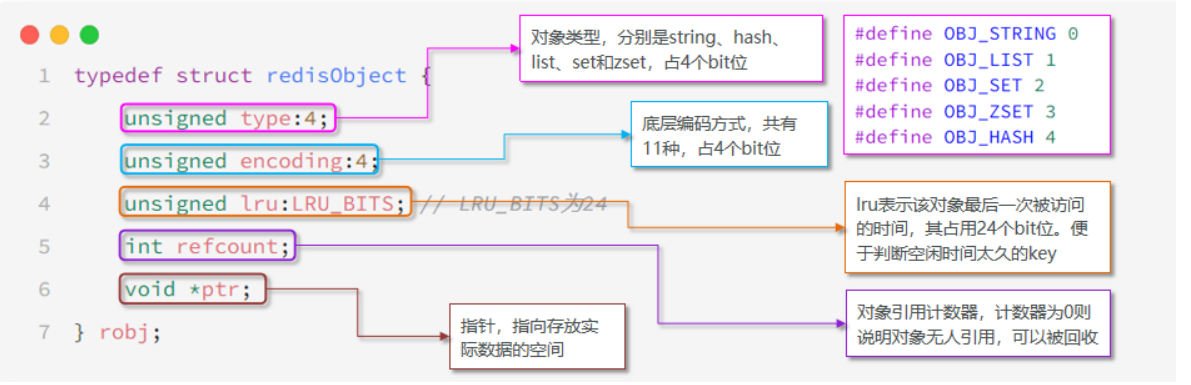 1 typedef struct redisObject {
2 unsigned type:4;
3 unsigned encoding:4;
4 unsigned lru:LRU_BITS; // LRU_BITS为24
5 int refcount;
6 void *ptr;
7 } robj;
对象类型，分别是string、hash、
list、set和zset，占4个bit位
#define OBJ_STRING 0
#define OBJ_LIST 1
#define OBJ_SET 2
#define OBJ_ZSET 3
#define OBJ_HASH 4
底层编码方式，共有
11种，占4个bit位
lru表示该对象最后一次被访问
的时间，其占用24个bit位。便
于判断空闲时间太久的key
对象引用计数器，计数器为0则
说明对象无人引用，可以被回收
指针，指向存放实
际数据的空间